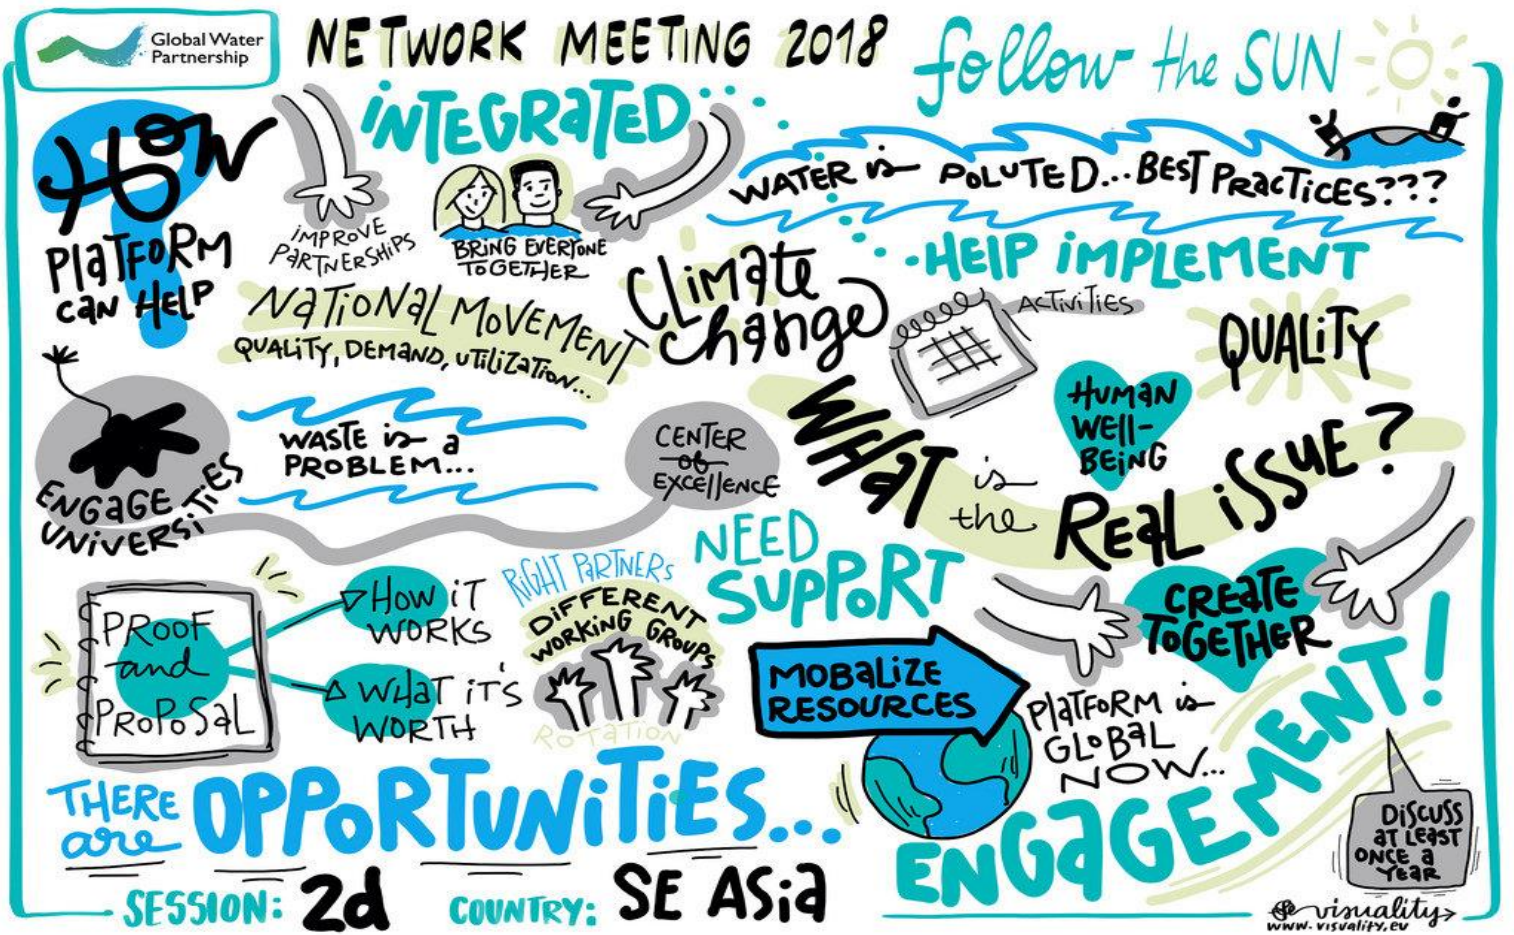 Global Water
Partnership
NETWORK MEETING 2018
follow the SUN
HOW
PLATFORM
CAN HELP
INTEGRATED...
IMPROVE
PARTNERSHIPS
BRING EVERYONE
TOGETHER
WATER is POLUTED... BEST PRACTICES???
NATIONAL MOVEMENT
QUALITY, DEMAND, UTILIZATION...
CLIMATE
change
HELP IMPLEMENT
ACTIVITIES
QUALITY
HUMAN
WELL-
BEING
ENGAGE
UNIVERSITIES
WASTE is a
PROBLEM...
CENTER
of
EXCELLENCE
WHAT is the REAL ISSUE?
PROOF
and
PROPOSAL
HOW IT
WORKS
WHAT IT'S
WORTH
RIGHT PARTNERS
DIFFERENT
WORKING GROUPS
ROTATION
NEED
SUPPORT
MOBALIZE
RESOURCES
CREATE
TOGETHER
PLATFORM is
GLOBAL
NOW...
ENGAGEMENT!
THERE
are OPPORTUNITIES...
DISCUSS
AT LEAST
ONCE a
YEAR
SESSION: 2d COUNTRY: SE ASia
visuality
www.visuality.eu